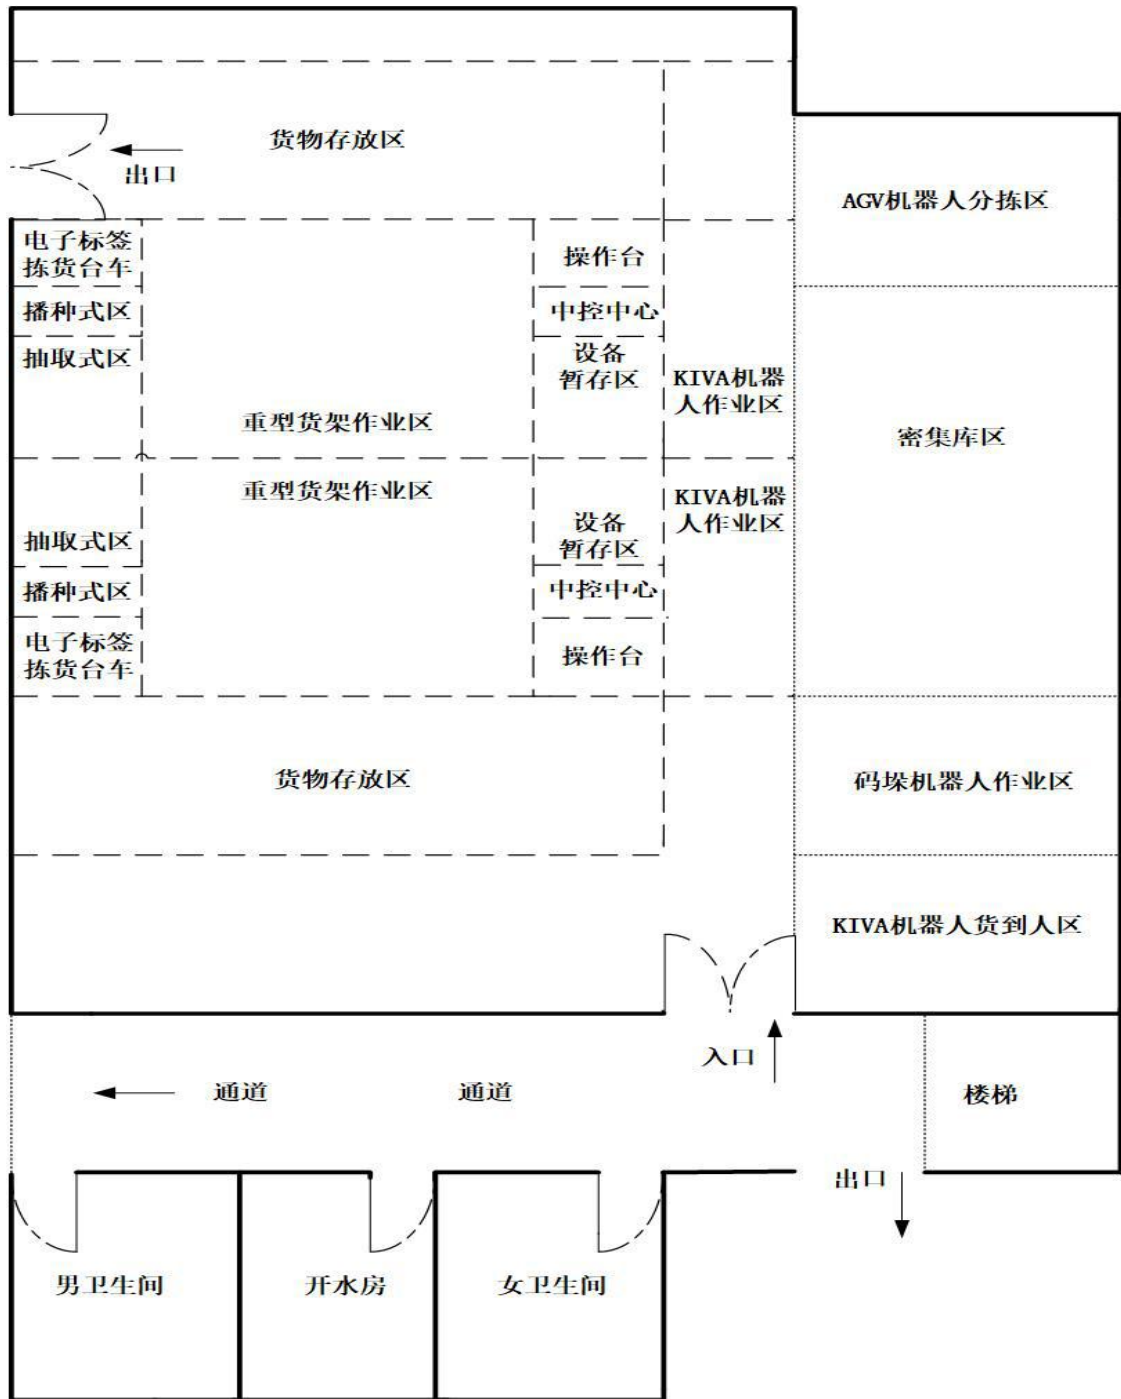 货物存放区
出口
AGV机器人分拣区
电子标签
拣货台车
操作台
播种式区
中控中心
抽取式区
设备
暂存区
KIVA机器
人作业区
重型货架作业区
密集库区
重型货架作业区
KIVA机器
人作业区
抽取式区
设备
暂存区
播种式区
中控中心
电子标签
拣货台车
操作台
货物存放区
码垛机器人作业区
KIVA机器人货到人区
入口
通道
通道
楼梯
出口
男卫生间
开水房
女卫生间